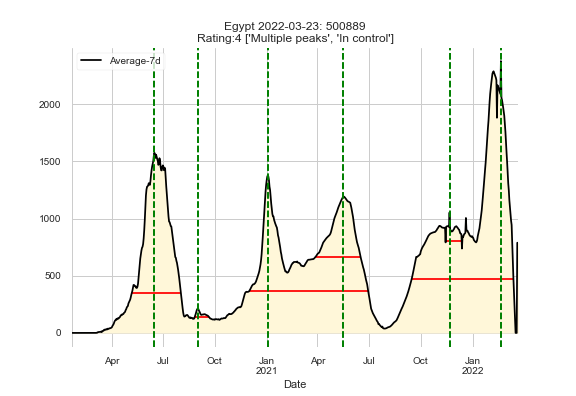 Egypt 2022-03-23: 500889
Rating:4 ['Multiple peaks', 'In control']
Average-7d
2000
1500
1000
500
0
Apr Jul Oct Jan Apr Jul Oct Jan
2021 2022
Date